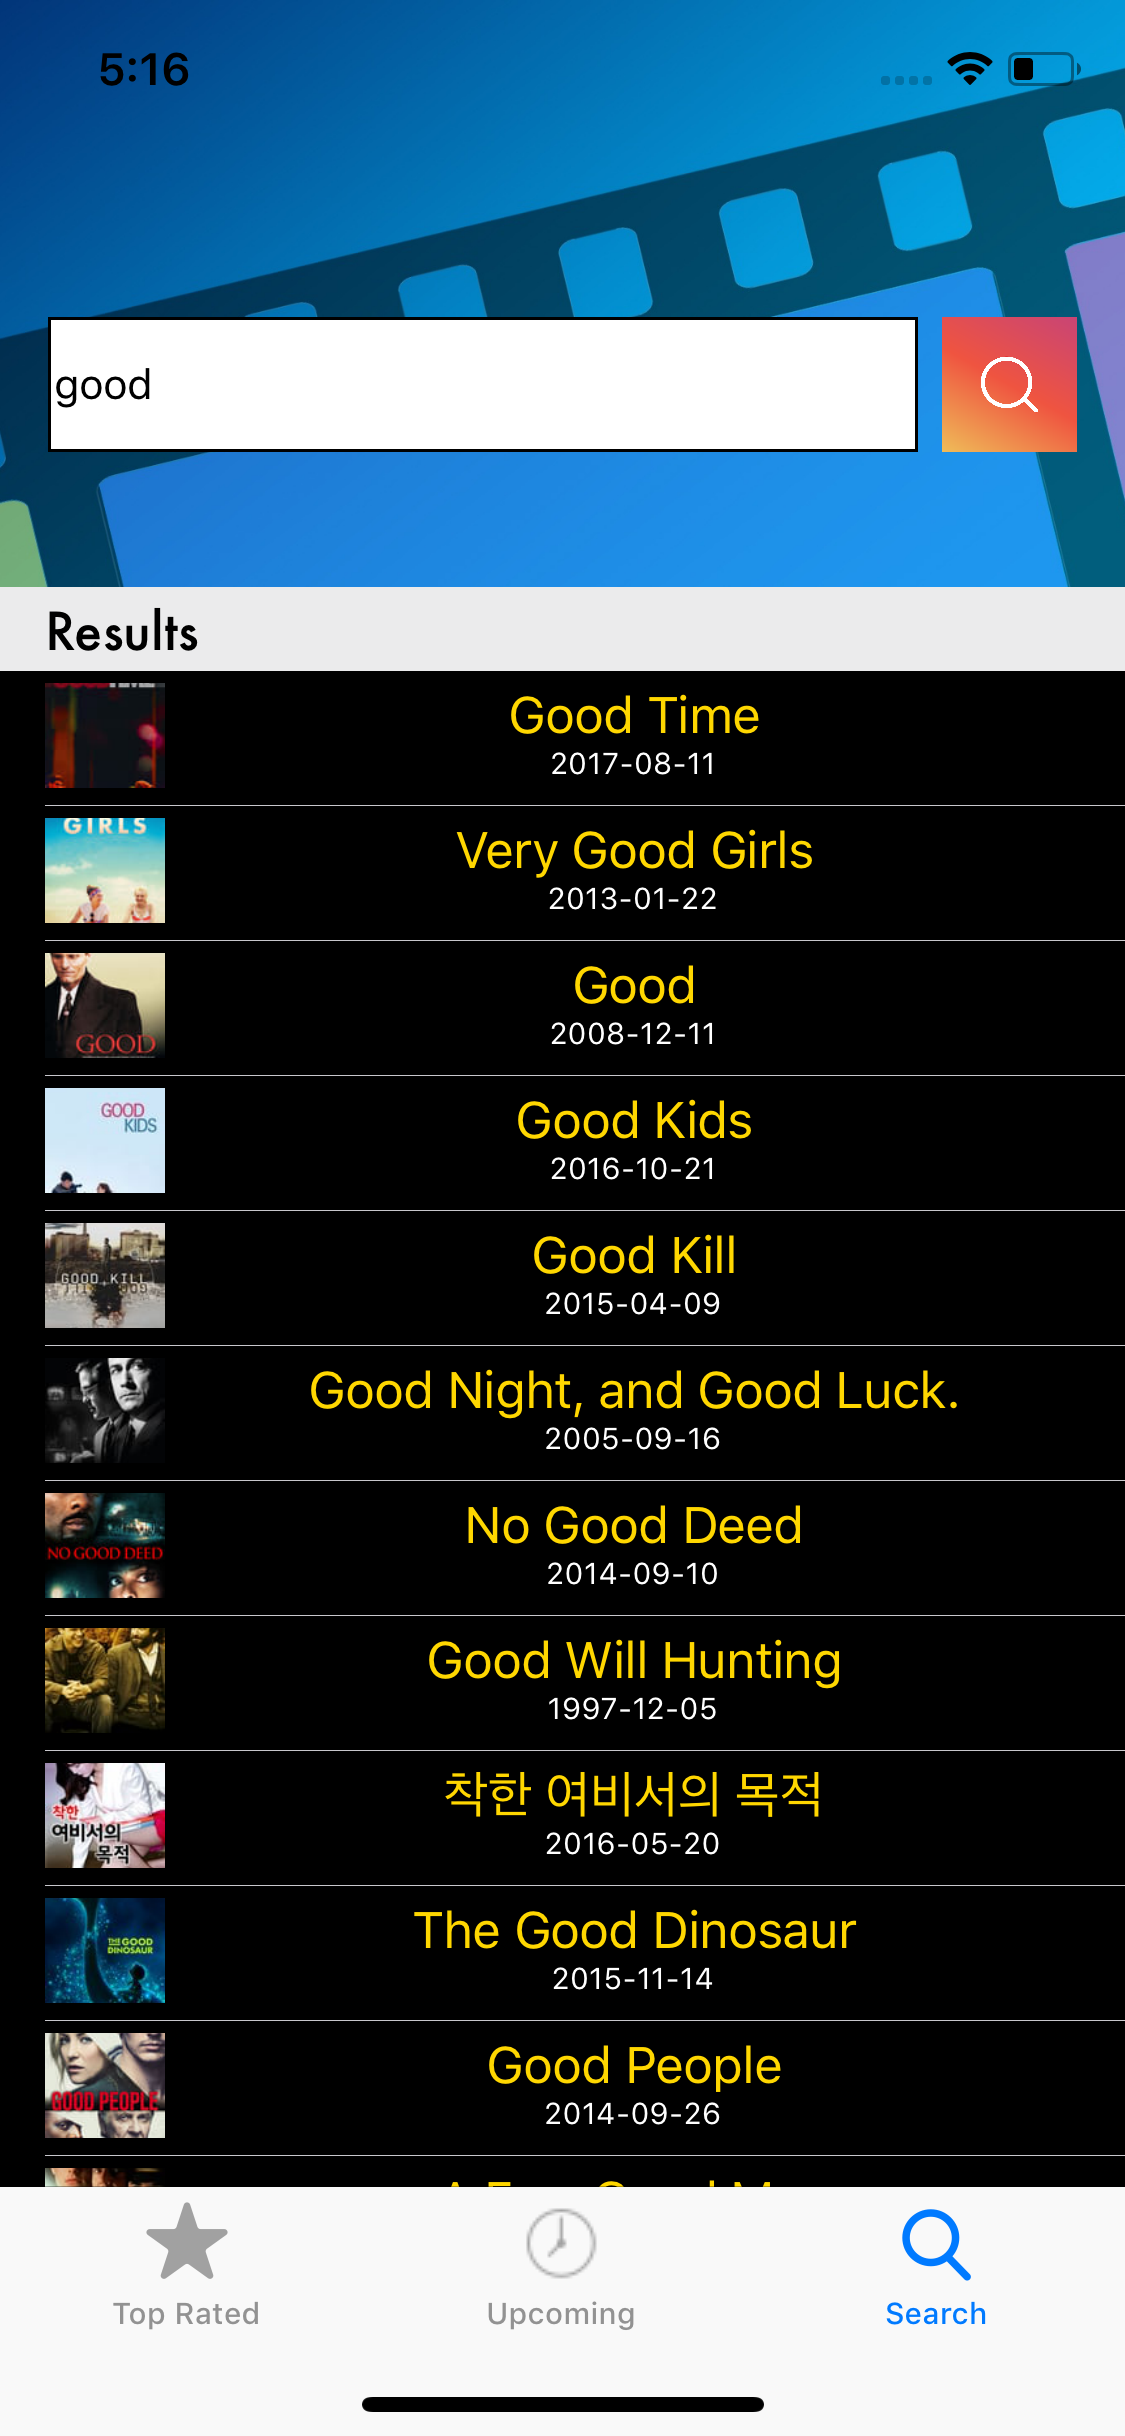 5:16
good
Results
Good Time
2017-08-11
GIRLS
Very Good Girls
2013-01-22
GOOD
Good
2008-12-11
GOOD
KIDS
Good Kids
2016-10-21
GOOD KILL
Good Kill
2015-04-09
Good Night, and Good Luck.
2005-09-16
NO GOOD DEED
No Good Deed
2014-09-10
Good Will Hunting
1997-12-05
착한
여비서의
목적
착한 여비서의 목적
2016-05-20
THE GOOD
DINOSAUR
The Good Dinosaur
2015-11-14
GOOD PEOPLE
Good People
2014-09-26
Top Rated
Upcoming
Search